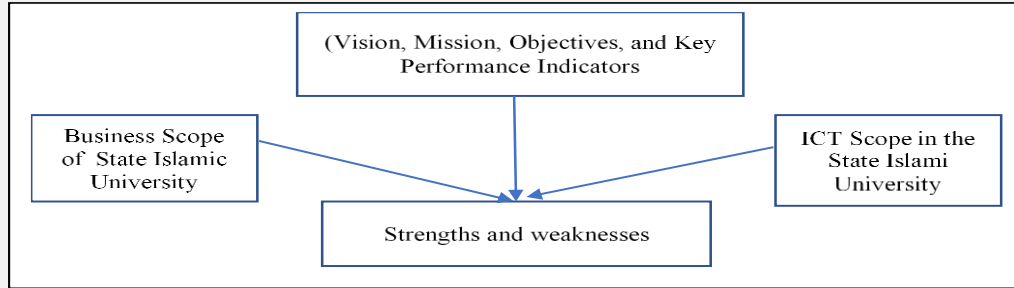 (Vision, Mission, Objectives, and Key
Performance Indicators
Business Scope
of State Islamic
University
ICT Scope in the
State Islami
University
Strengths and weaknesses